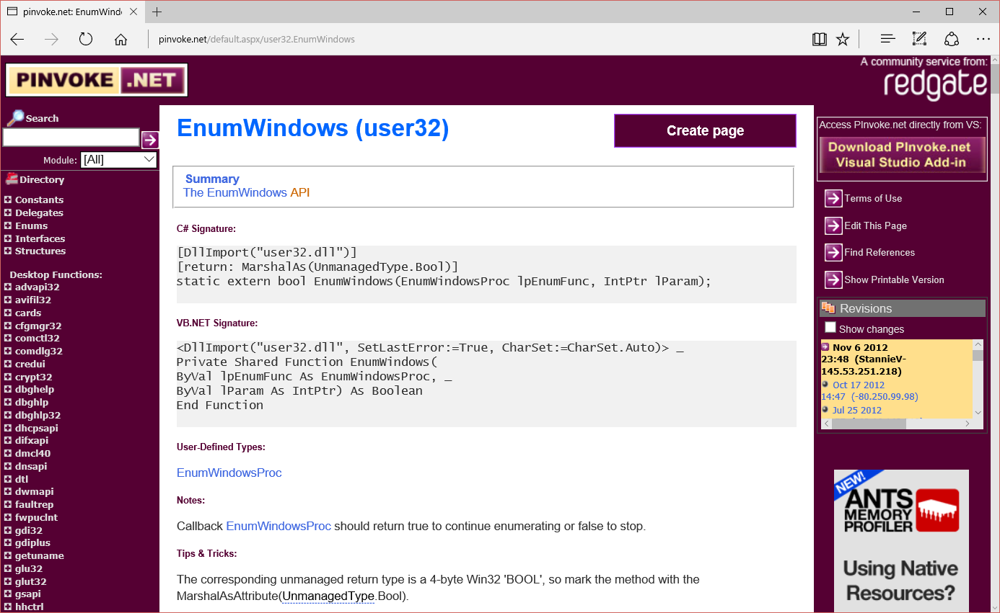 pinvoke.net: EnumWind
pinvoke.net/default.aspx/user32.EnumWindows
PINVOKE .NET
A community service from:
redgate
Search
Module: [All]
Directory
Constants
Delegates
Enums
Interfaces
Structures
Desktop Functions:
advapi32
avifil32
cards
cfgmgr32
comctl32
comdlg32
credui
crypt32
dbghelp
dbghlp
dbghlp32
dhcpsapi
difxapi
dmcl40
dnsapi
dtl
dwmapi
faultrep
fwpuclnt
gdi32
gdiplus
getuname
glu32
glut32
gsapi
hhctrl
EnumWindows (user32)
Create page
Summary
The EnumWindows API
C# Signature:
[DllImport("user32.dll")]
[return: MarshalAs(UnmanagedType.Bool)]
static extern bool EnumWindows(EnumWindowsProc lpEnumFunc, IntPtr lParam);
VB.NET Signature:
<DllImport("user32.dll", SetLastError:=True, CharSet:=CharSet.Auto)> _
Private Shared Function EnumWindows(
ByVal lpEnumFunc As EnumWindowsProc, _
ByVal lParam As IntPtr) As Boolean
End Function
User-Defined Types:
EnumWindowsProc
Notes:
Callback EnumWindowsProc should return true to continue enumerating or false to stop.
Tips & Tricks:
The corresponding unmanaged return type is a 4-byte Win32 'BOOL', so mark the method with the
MarshalAsAttribute(UnmanagedType.Bool).
Access PInvoke.net directly from VS:
Download PInvoke.net
Visual Studio Add-in
Terms of Use
Edit This Page
Find References
Show Printable Version
Revisions
Show changes
Nov 6 2012
23:48 (StannieV-
145.53.251.218)
Oct 17 2012
14:47 (-80.250.99.98)
Jul 25 2012
NEW!
ANTS
MEMORY
PROFILER
Using Native
Resources?